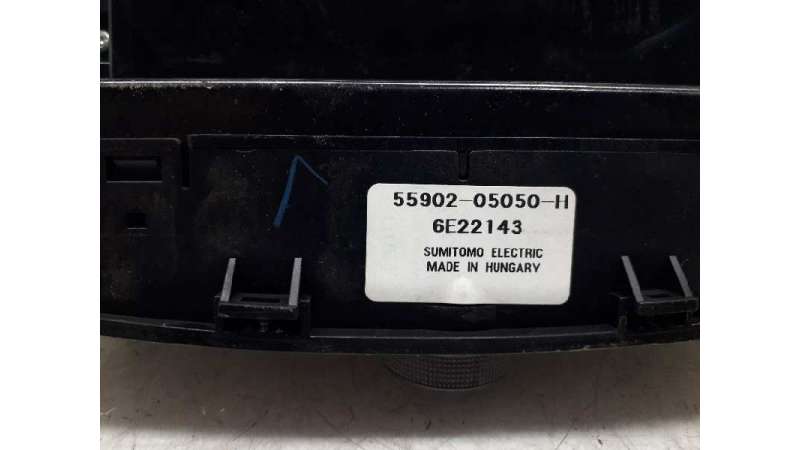 55902-05050-H
6E22143
SUMITOMO ELECTRIC
MADE IN HUNGARY